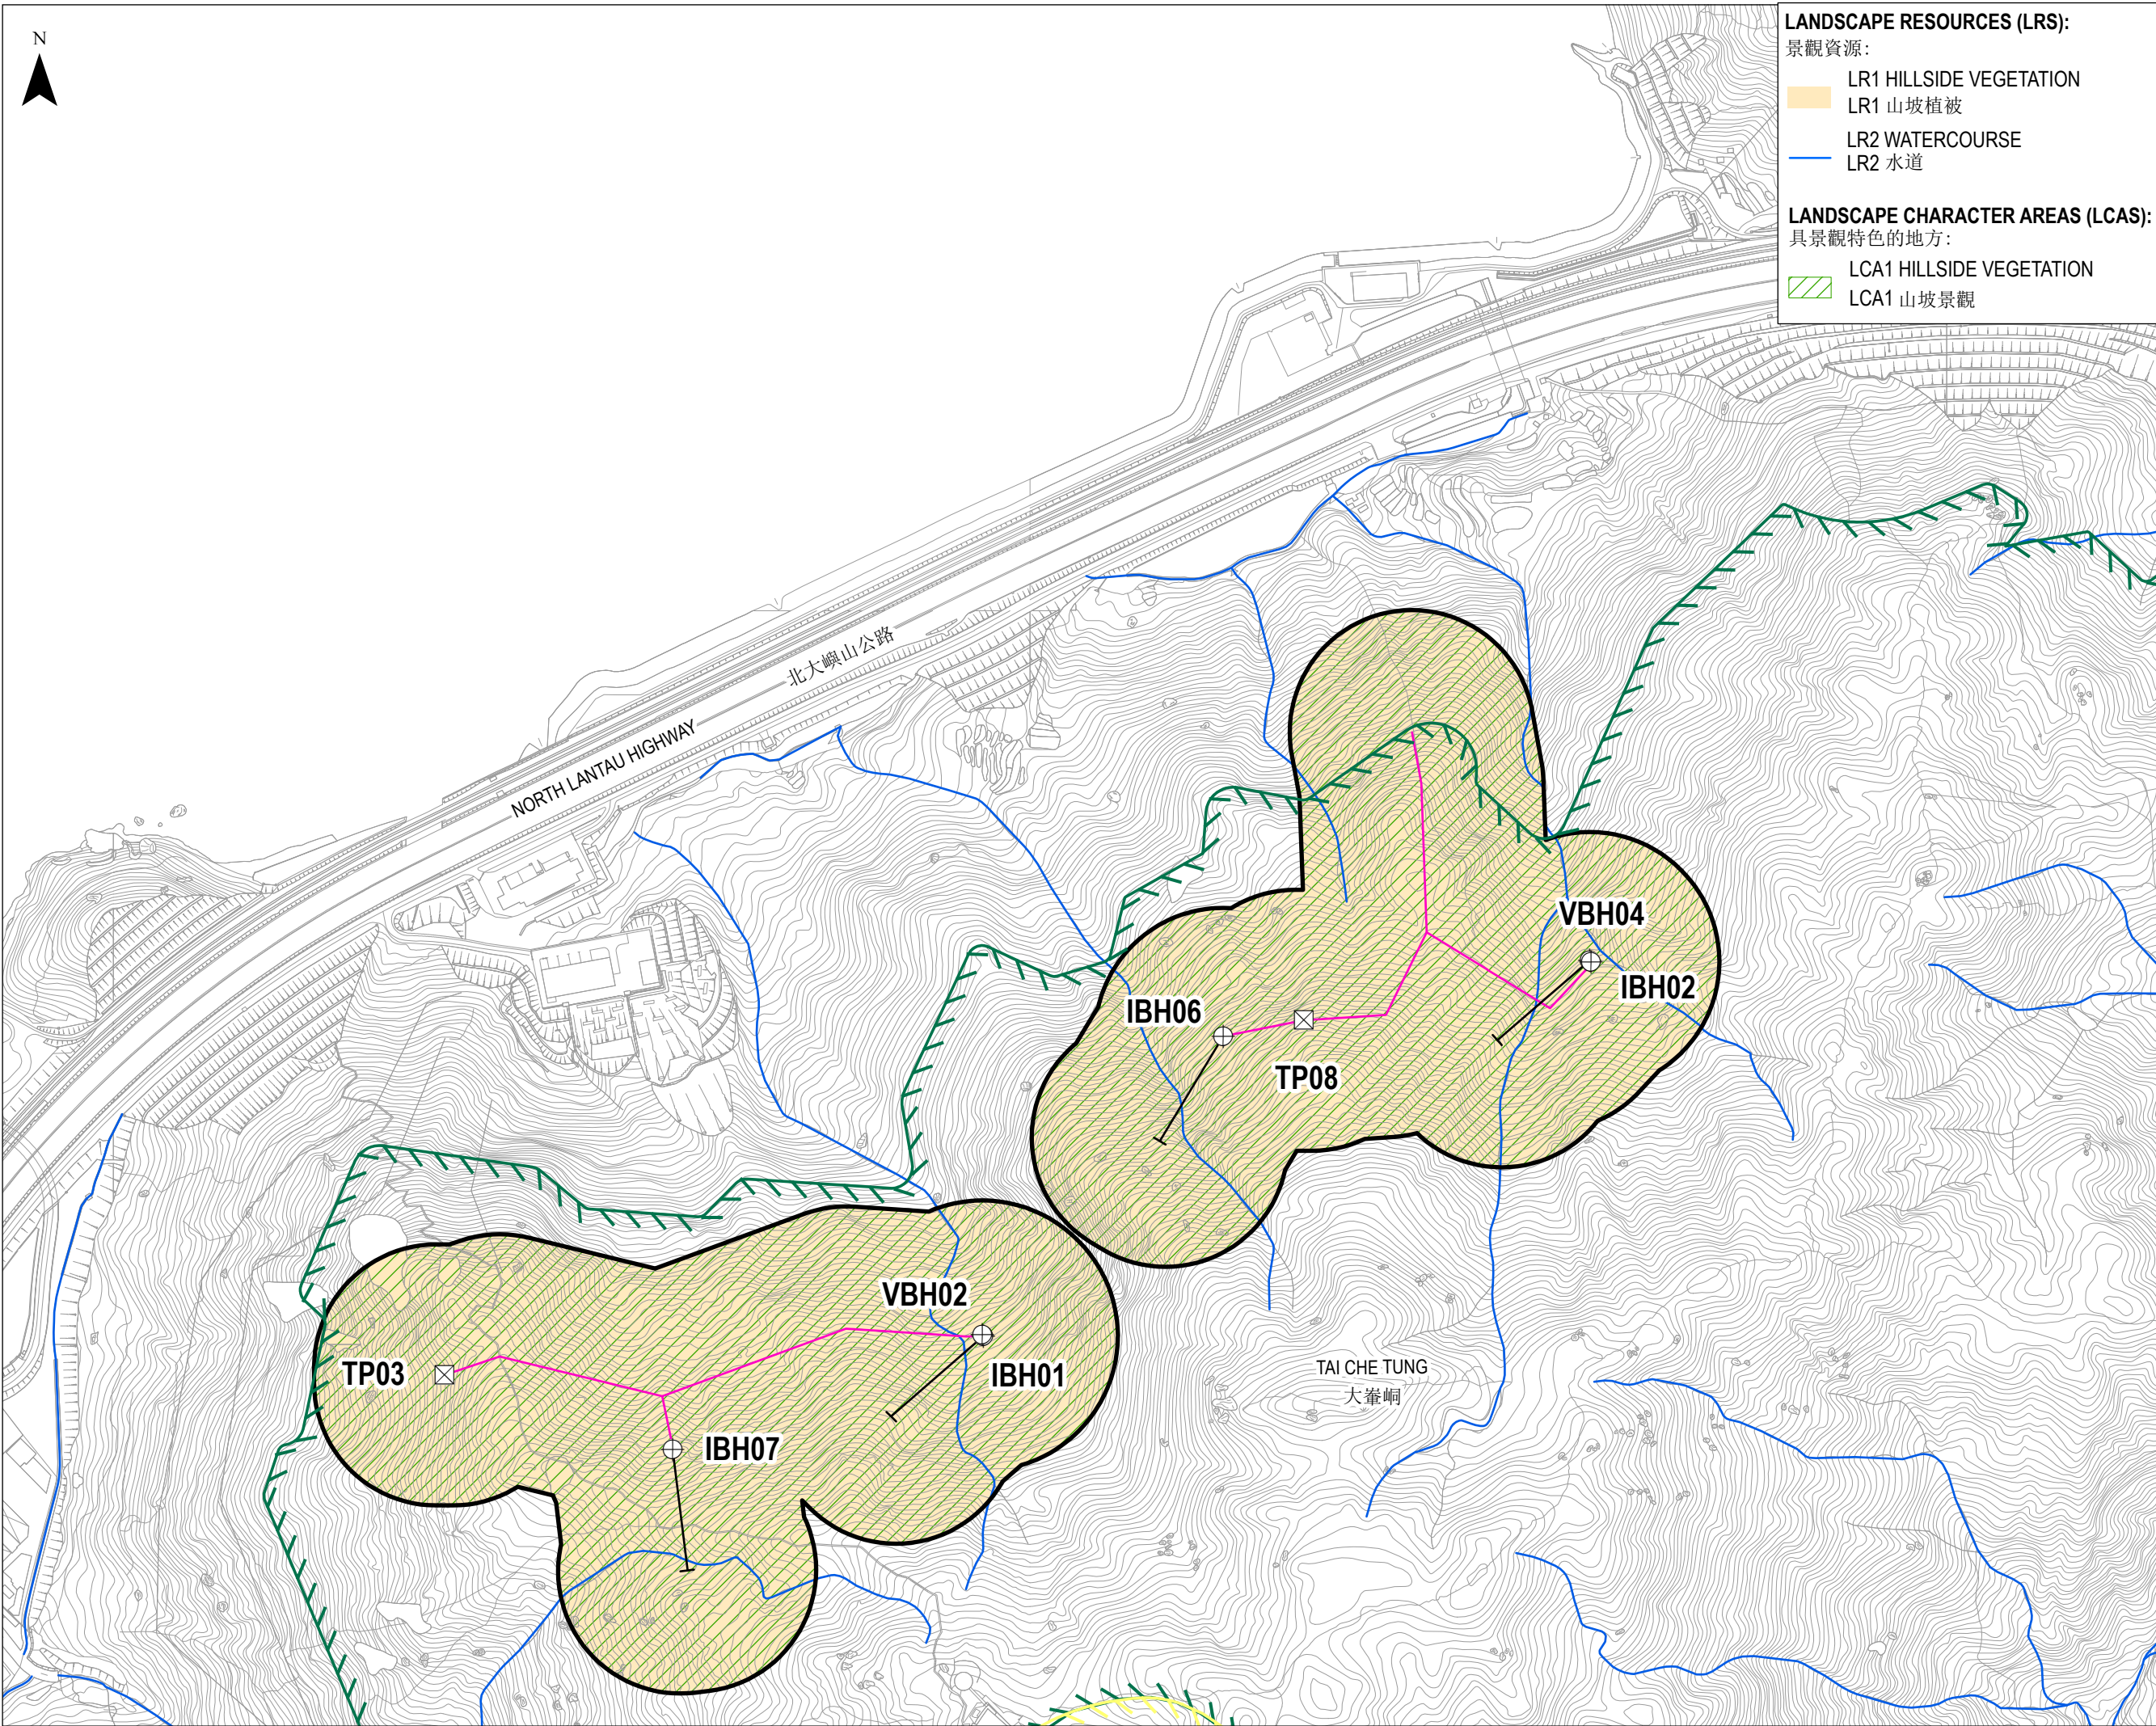 N
LANDSCAPE RESOURCES (LRS):
景觀資源:
LR1 HILLSIDE VEGETATION
LR1 山坡植被
LR2 WATERCOURSE
LR2 水道
LANDSCAPE CHARACTER AREAS (LCAS):
具景觀特色的地方:
LCA1 HILLSIDE VEGETATION
LCA1 山坡景觀
北大嶼山公路
NORTH LANTAU HIGHWAY
VBH04
IBH02
IBH06
TP08
VBH02
IBH01
TP03
IBH07
TAI CHE TUNG
大輋峒